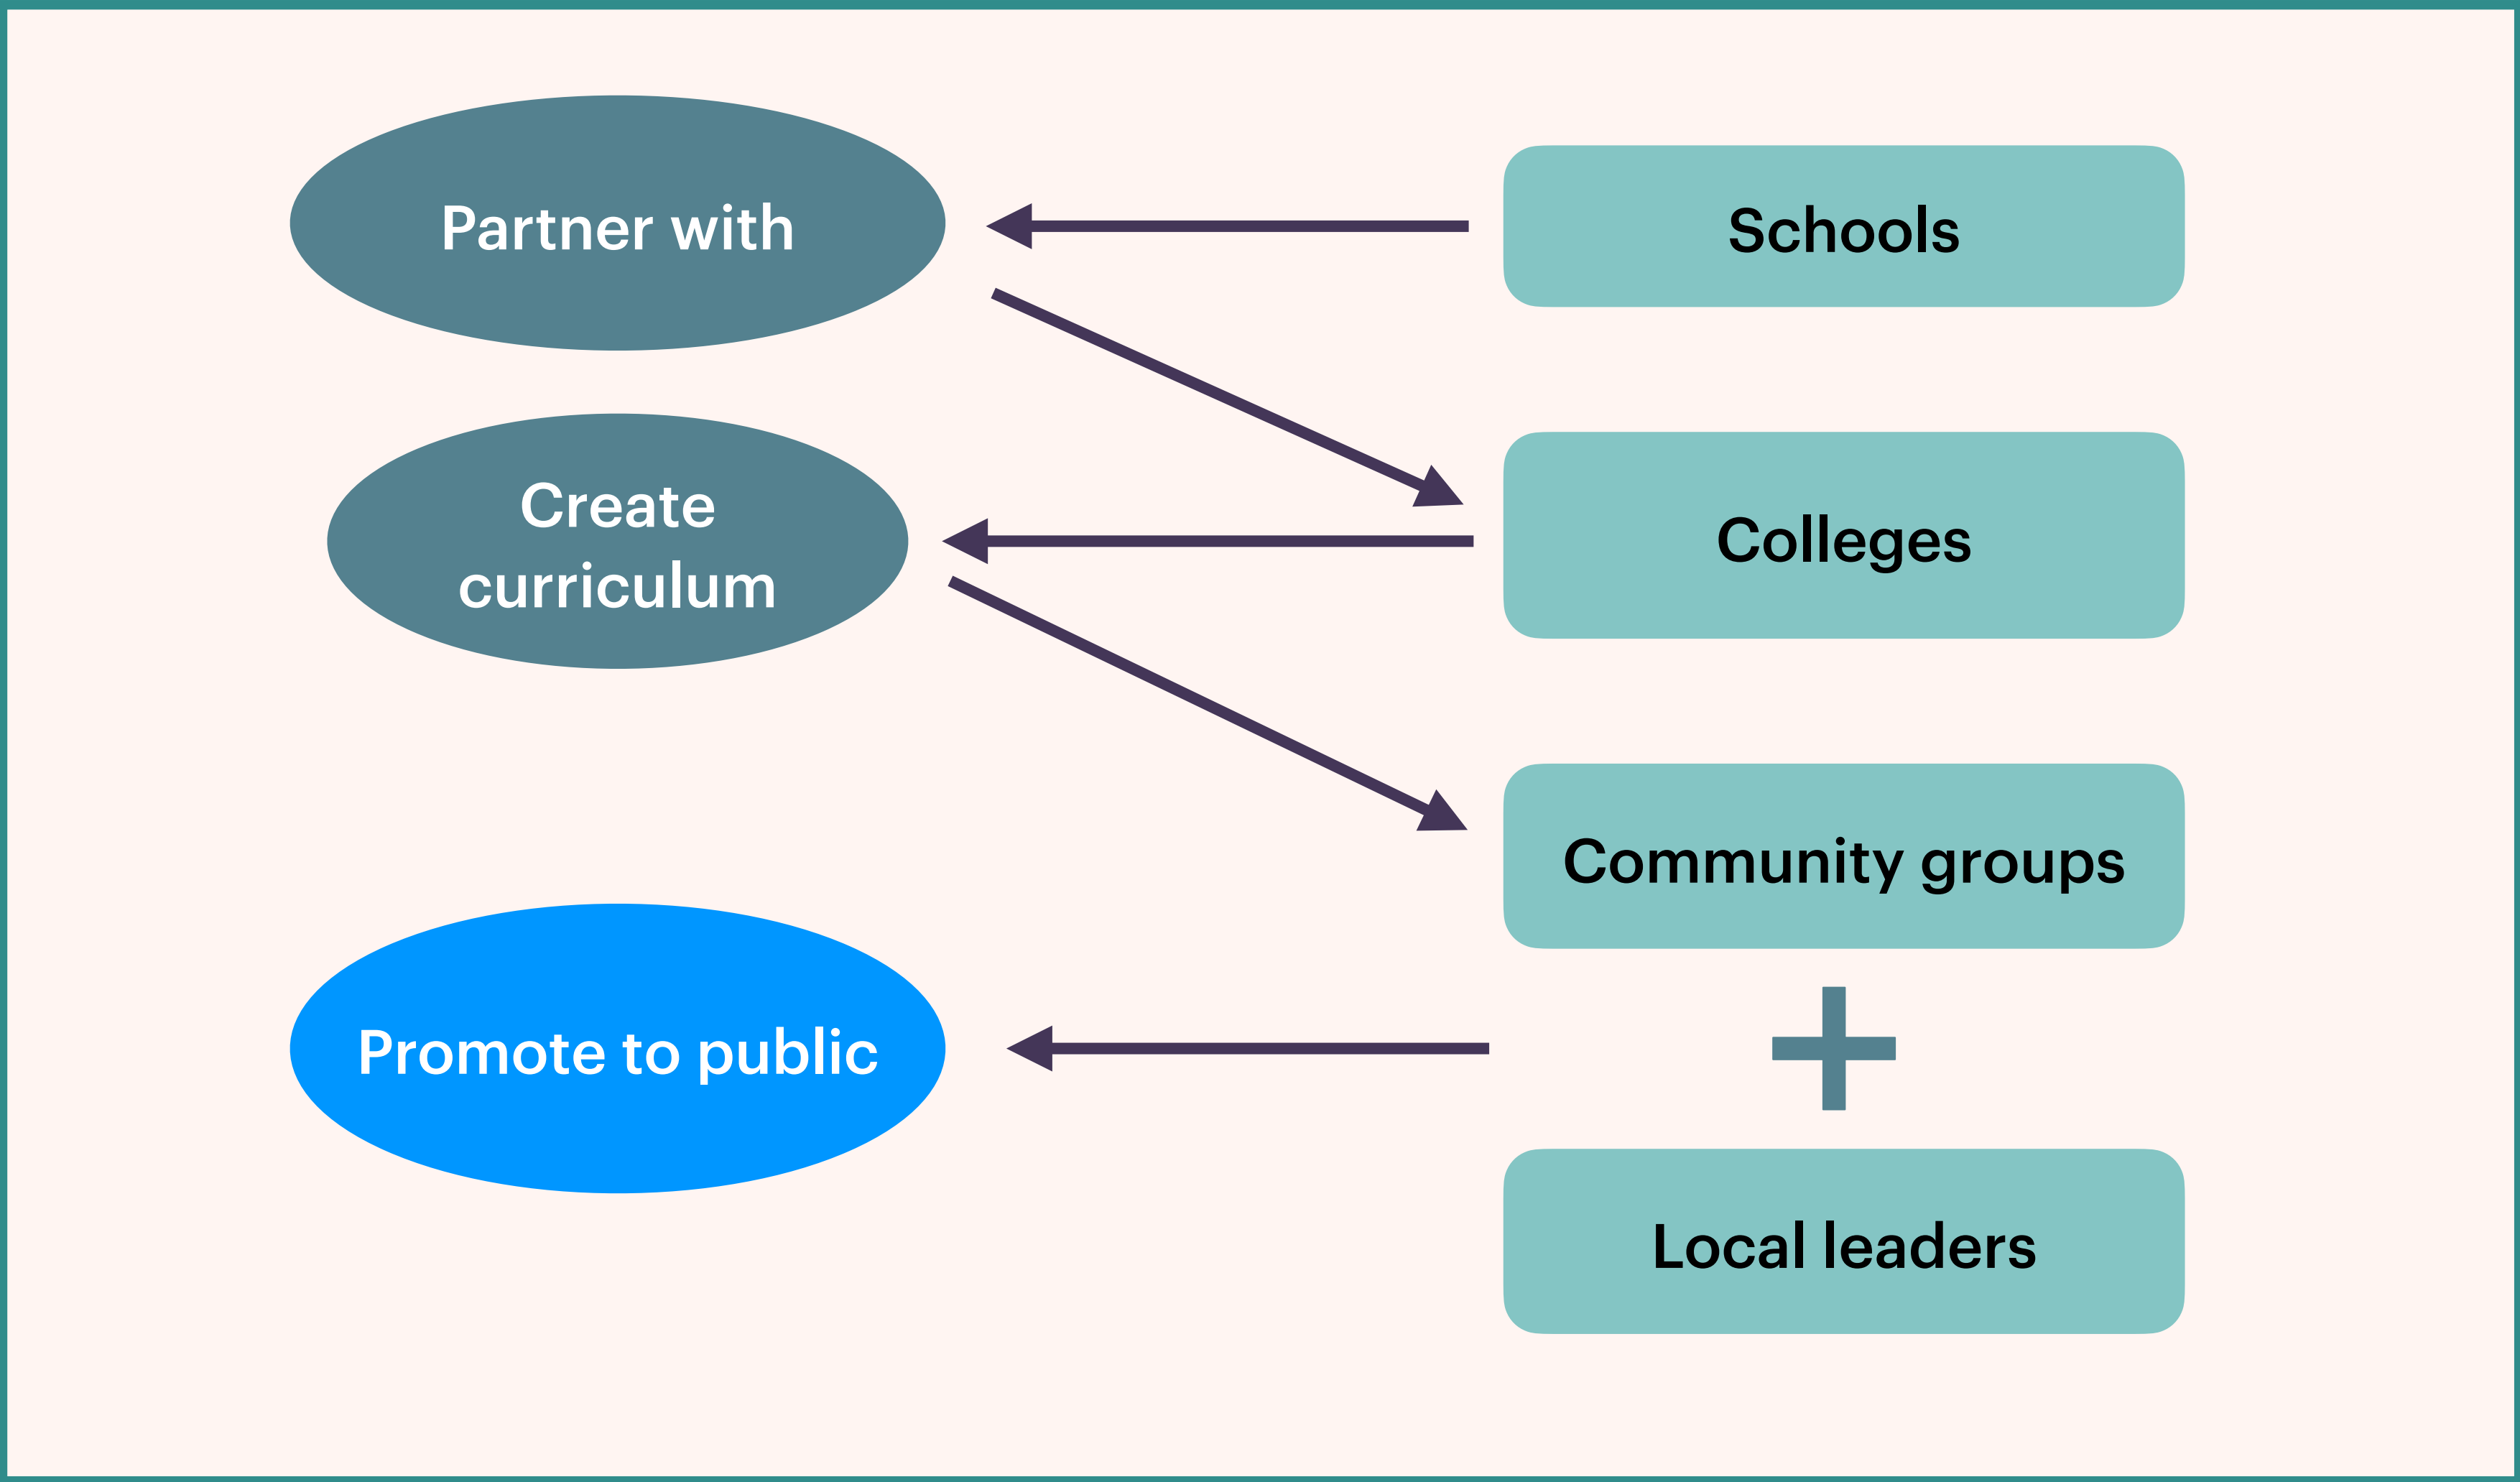 Partner with
Schools
Create
curriculum
Colleges
Community groups
Promote to public
Local leaders